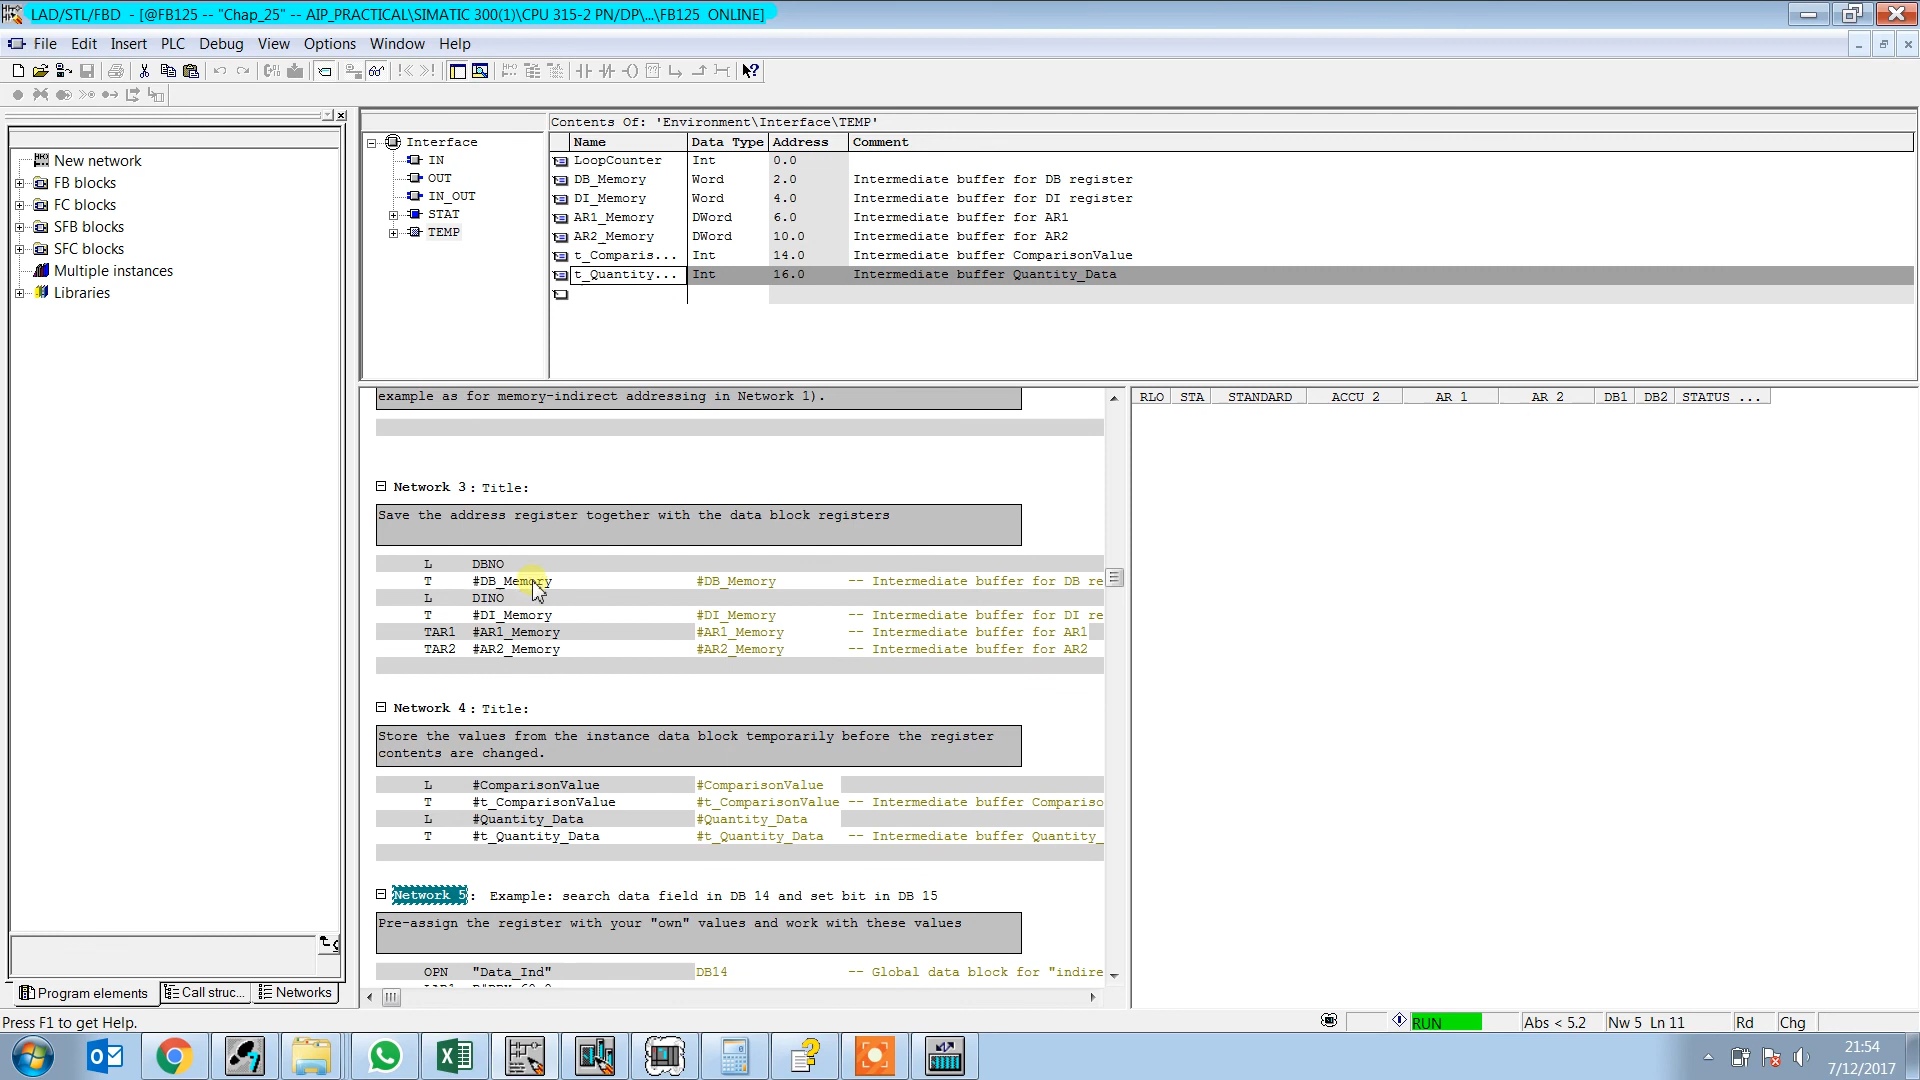 LAD/STL/FBD - [@FB125 -- "Chap_25" -- AIP_PRACTICAL\SIMATIC 300(1)\CPU 315-2 PN/DP\...\FB125 ONLINE]
File Edit Insert PLC Debug View Options Window Help
New network
FB blocks
FC blocks
SFB blocks
SFC blocks
Multiple instances
Libraries
Program elements Call struc... Networks
Interface
IN
OUT
IN_OUT
STAT
TEMP
Contents Of: 'Environment\Interface\TEMP'
Name Data Type Address Comment
LoopCounter Int 0.0
DB_Memory Word 2.0 Intermediate buffer for DB register
DI_Memory Word 4.0 Intermediate buffer for DI register
AR1_Memory DWord 6.0 Intermediate buffer for AR1
AR2_Memory DWord 10.0 Intermediate buffer for AR2
t_Comparis... Int 14.0 Intermediate buffer ComparisonValue
t_Quantity... Int 16.0 Intermediate buffer Quantity_Data
example as for memory-indirect addressing in Network 1).
Network 3: Title:
Save the address register together with the data block registers
L DBNO
T #DB_Memory #DB_Memory -- Intermediate buffer for DB re
L DINO
T #DI_Memory #DI_Memory -- Intermediate buffer for DI re
TAR1 #AR1_Memory #AR1_Memory -- Intermediate buffer for AR1
TAR2 #AR2_Memory #AR2_Memory -- Intermediate buffer for AR2
Network 4: Title:
Store the values from the instance data block temporarily before the register
contents are changed.
L #ComparisonValue #ComparisonValue
T #t_ComparisonValue #t_ComparisonValue -- Intermediate buffer Compariso
L #Quantity_Data #Quantity_Data
T #t_Quantity_Data #t_Quantity_Data -- Intermediate buffer Quantity_
Network 5: Example: search data field in DB 14 and set bit in DB 15
Pre-assign the register with your "own" values and work with these values
OPN "Data_Ind" DB14 -- Global data block for "indire
RLO STA STANDARD ACCU 2 AR 1 AR 2 DB1 DB2 STATUS ...
Press F1 to get Help.
RUN Abs < 5.2 Nw 5 Ln 11 Rd Chg
21:54
7/12/2017